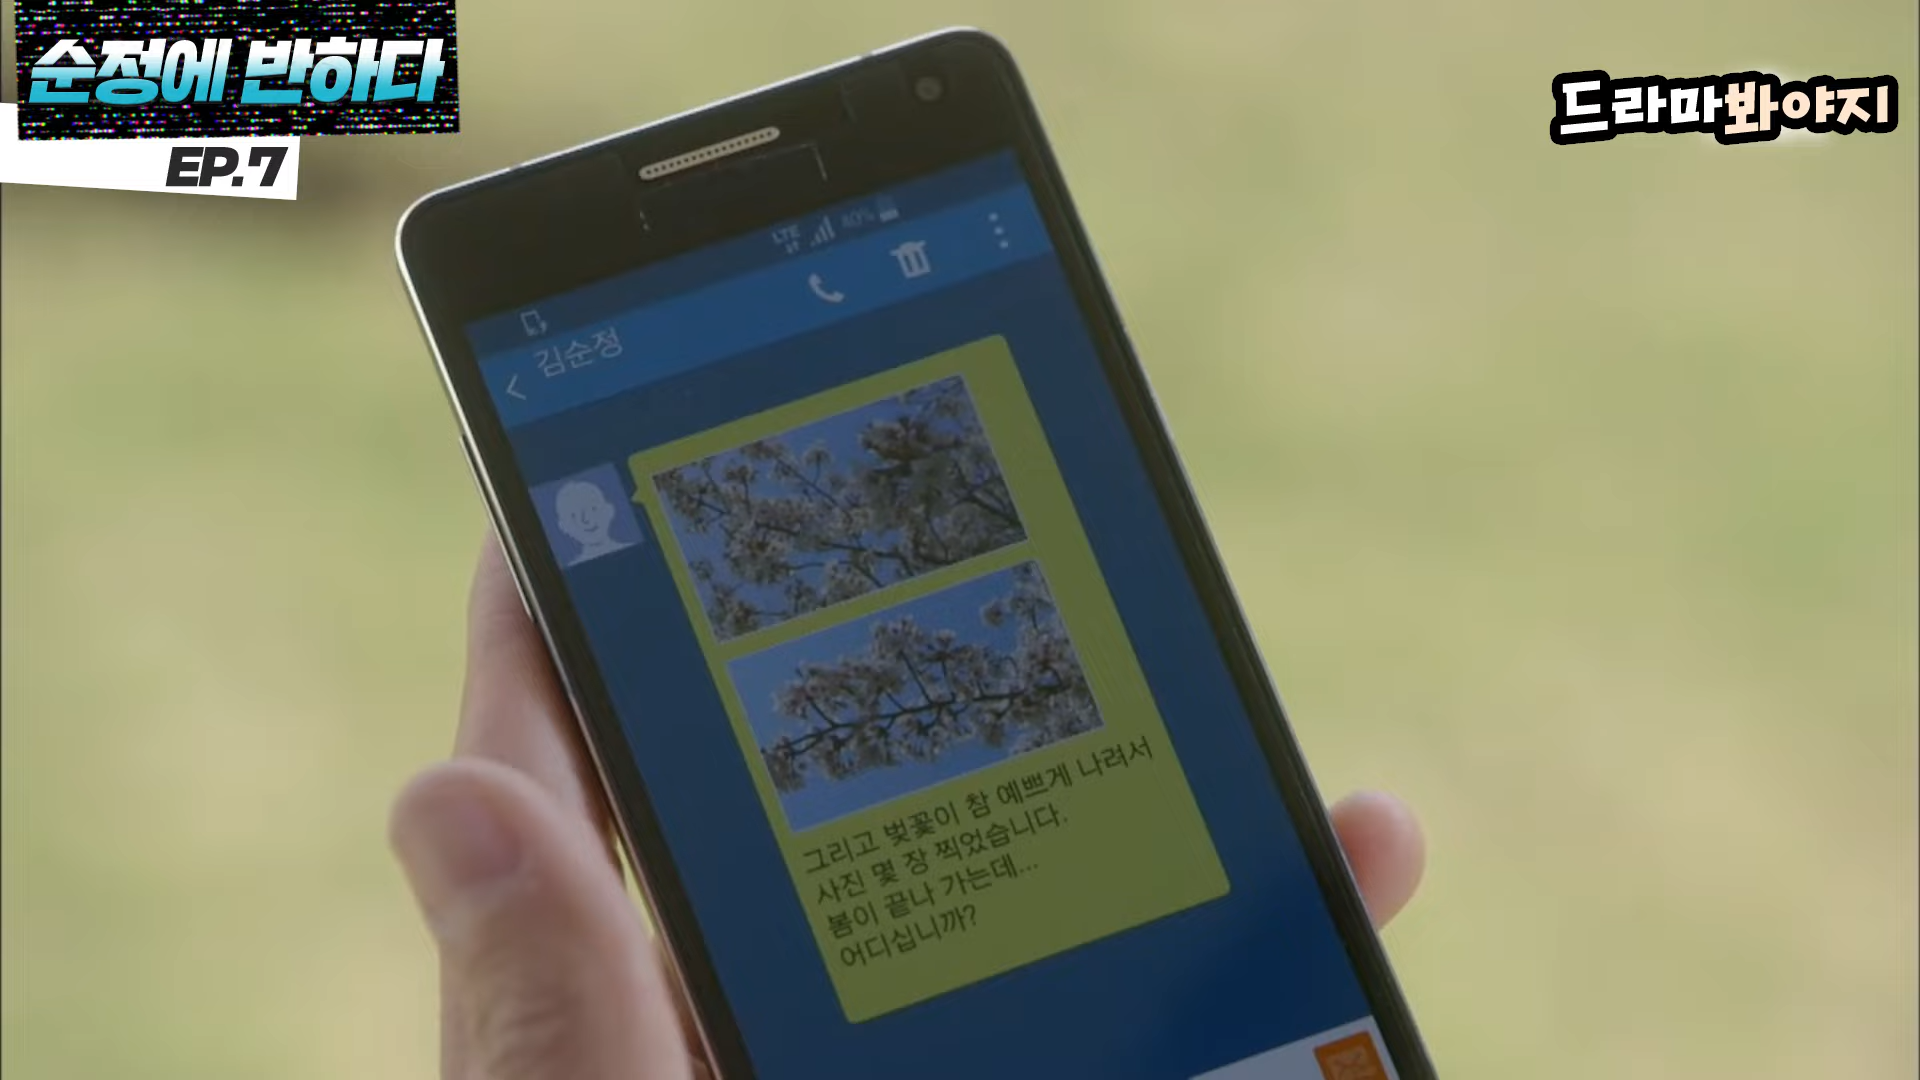 순정에 반하다
EP.7
드라마봐야지
LTE
40%
김순정
그리고 벚꽃이 참 예쁘게 나려서
사진 몇 장 찍었습니다.
봄이 끝나 가는데...
어디십니까?